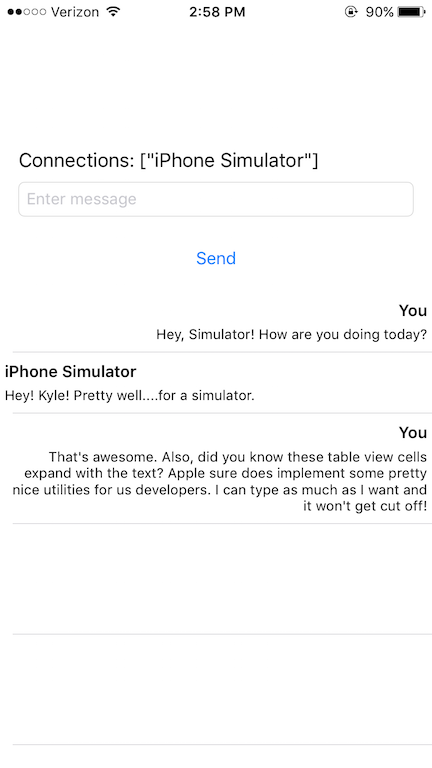 Verizon 2:58 PM 90%
Connections: ["iPhone Simulator"]
Enter message
Send
You
Hey, Simulator! How are you doing today?
iPhone Simulator
Hey! Kyle! Pretty well....for a simulator.
You
That's awesome. Also, did you know these table view cells
expand with the text? Apple sure does implement some pretty
nice utilities for us developers. I can type as much as I want and
it won't get cut off!